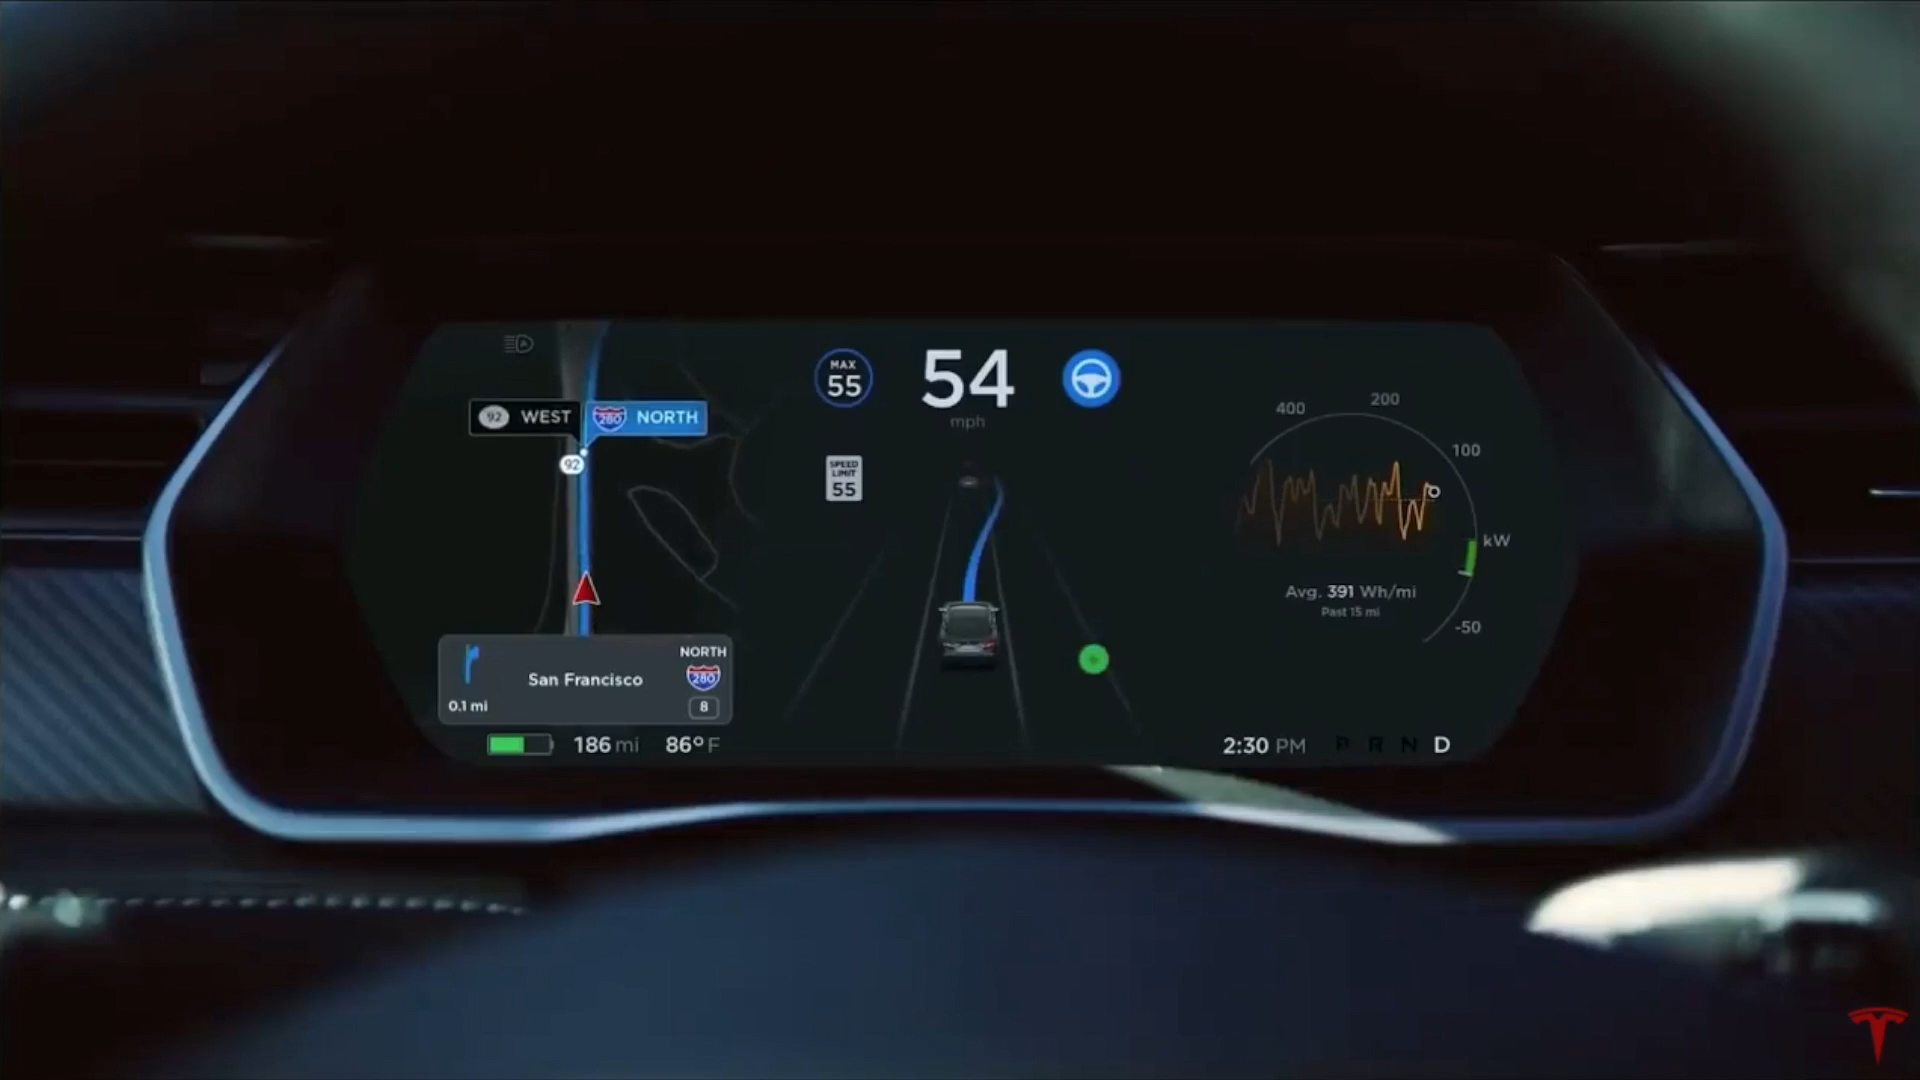 92 WEST
280 NORTH
92
0.1 mi
San Francisco
NORTH
280
8
186 mi
86° F
MAX
55
54
mph
SPEED
LIMIT
55
400
200
100
kW
-50
Avg. 391 Wh/mi
Past 15 mi
2:30 PM
P R N D